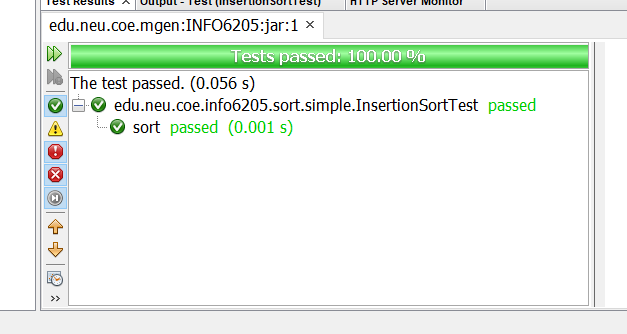 Test Results × Output - Test (InsertionSortTest) HTTP Server Monitor
edu.neu.coe.mgen:INFO6205:jar:1 ×
Tests passed: 100.00 %
The test passed. (0.056 s)
edu.neu.coe.info6205.sort.simple.InsertionSortTest passed
sort passed (0.001 s)
>>